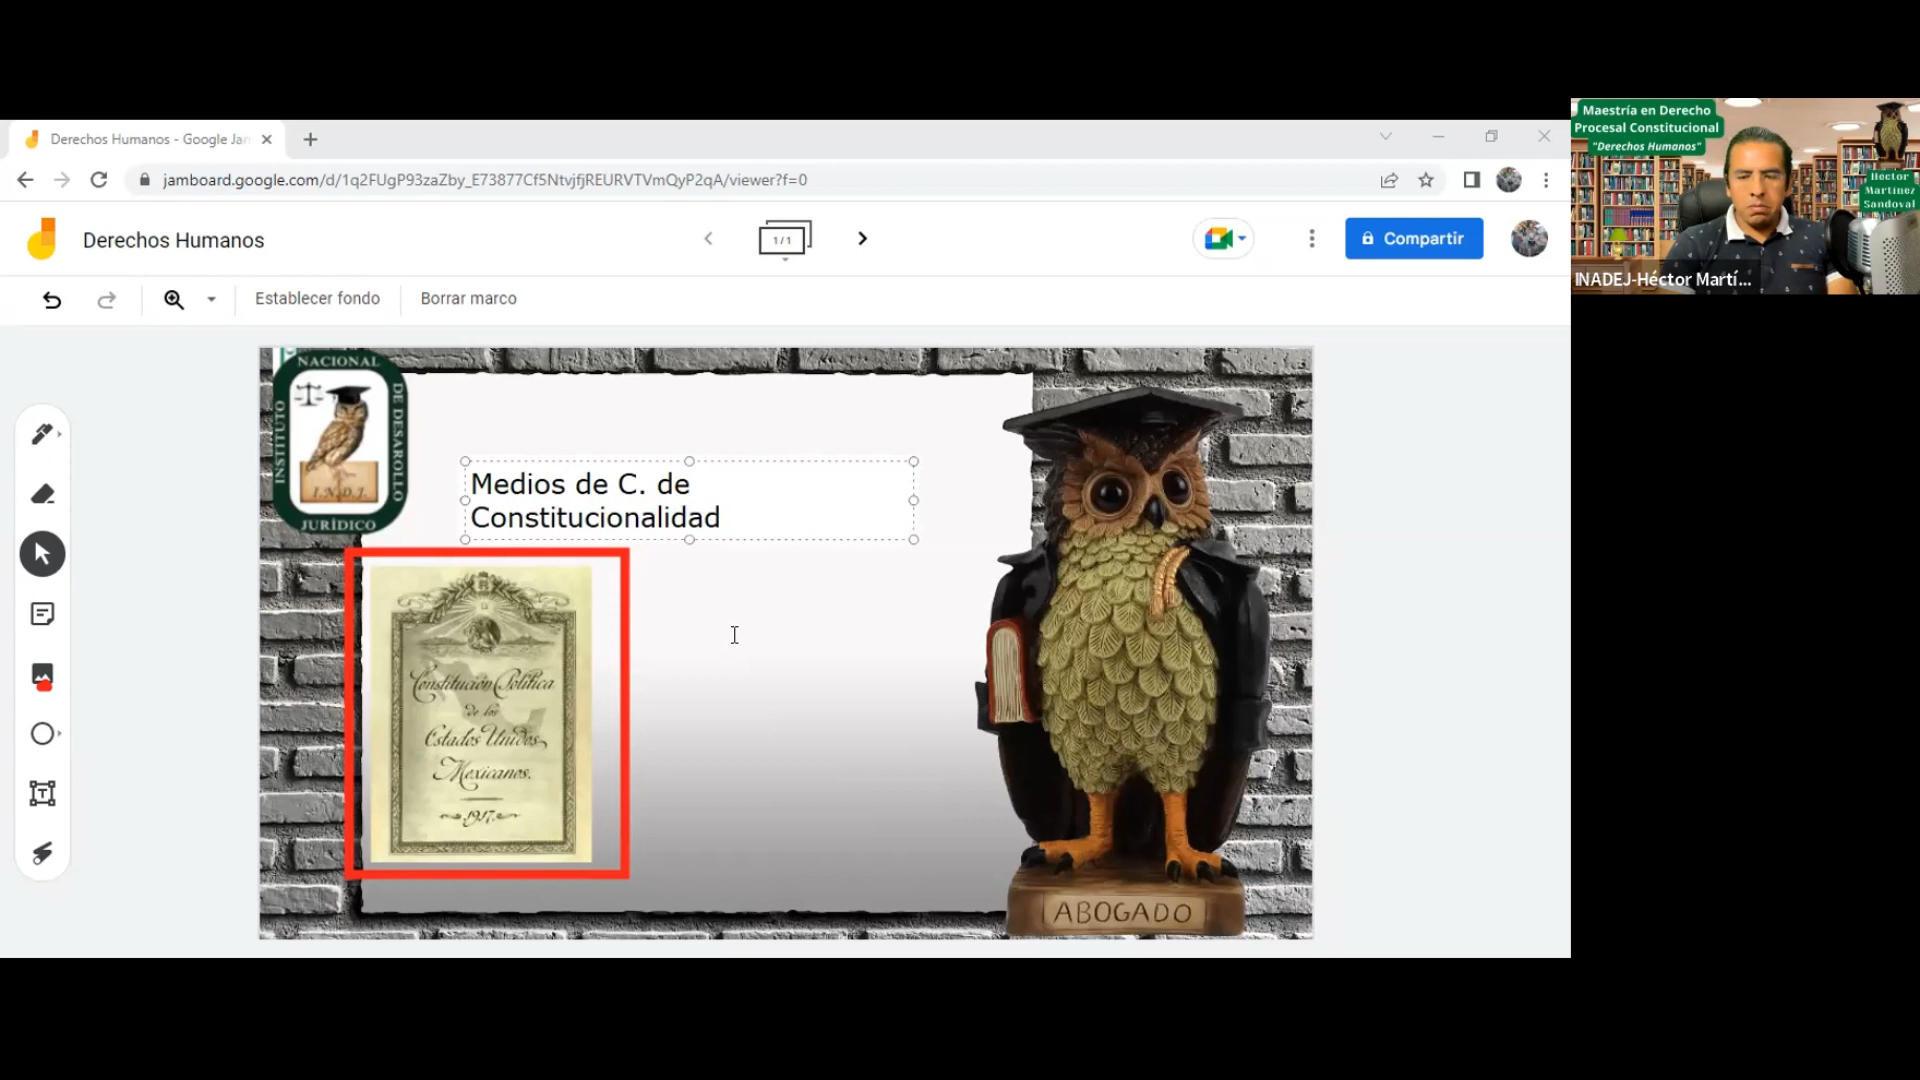 Derechos Humanos - Google Jam
jamboard.google.com/d/1q2FUgP93zaZby_E73877Cf5NtvjfjREURVTVmQyP2qA/viewer?f=0
Derechos Humanos
1/1
Compartir
Establecer fondo
Borrar marco
INSTITUTO
NACIONAL
DE DESAROLLO
I.N.D.J.
JURÍDICO
Medios de C. de
Constitucionalidad
Constitución Política
de los
Estados Unidos
Mexicanos.
1917.
ABOGADO
Maestría en Derecho
Procesal Constitucional
"Derechos Humanos"
Hector
Martínez
Sandoval
INADEJ-Héctor Martí...